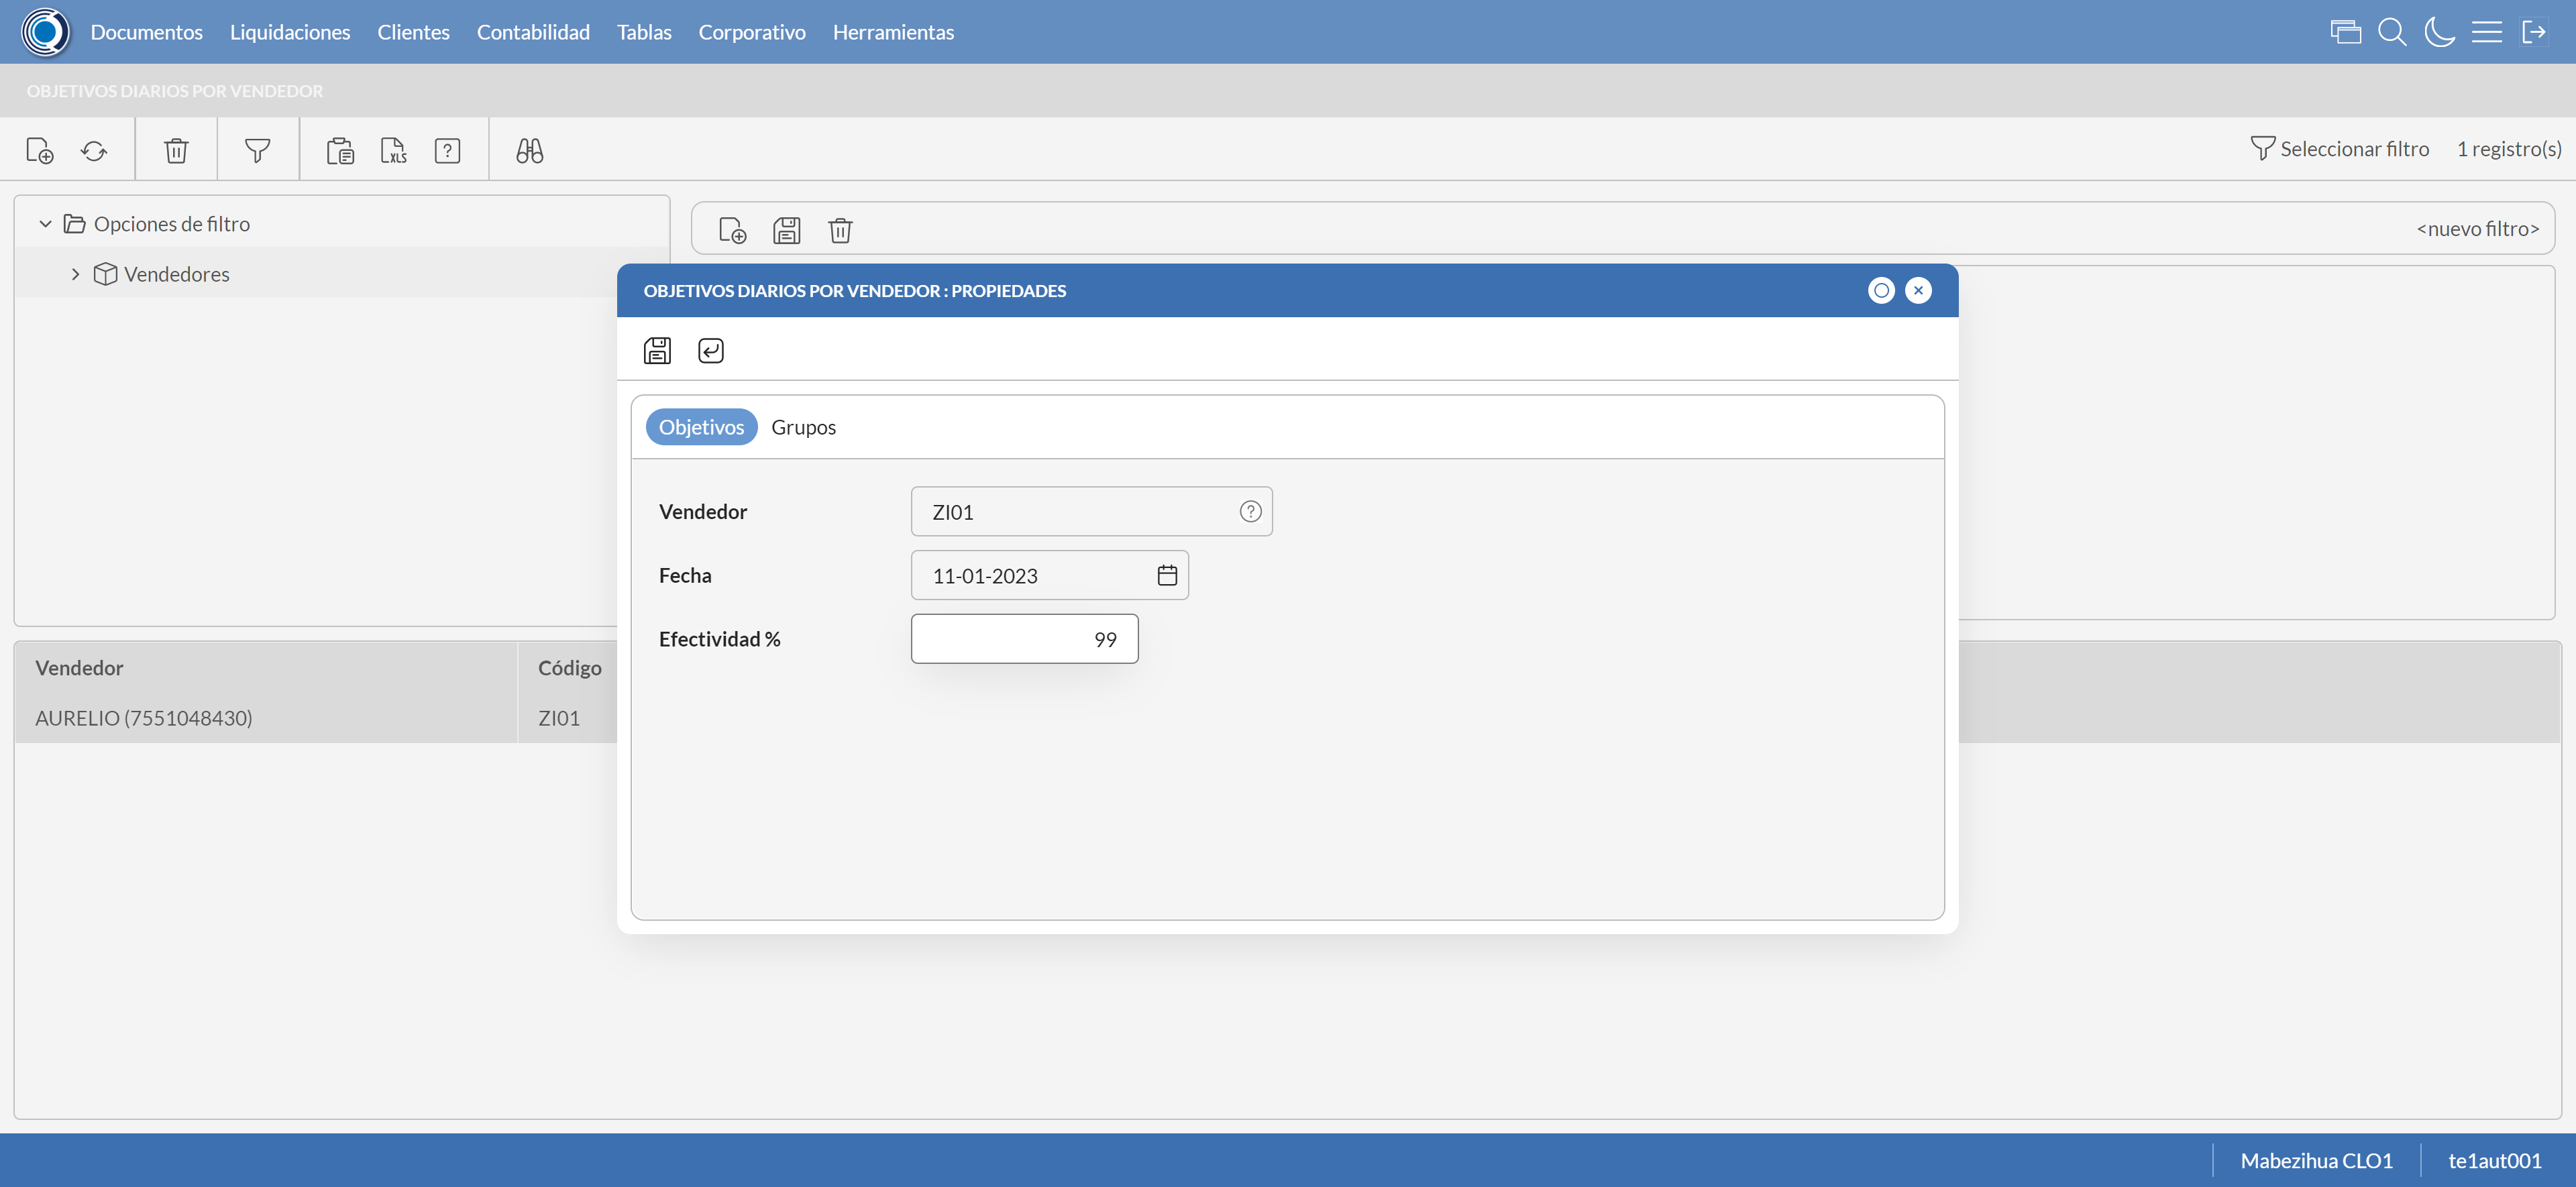 Documentos Liquidaciones Clientes Contabilidad Tablas Corporativo Herramientas
OBJETIVOS DIARIOS POR VENDEDOR
XLS ? Seleccionar filtro 1 registro(s)
Opciones de filtro
<nuevo filtro>
Vendedores
OBJETIVOS DIARIOS POR VENDEDOR : PROPIEDADES
Objetivos Grupos
Vendedor ZI01 ?
Fecha 11-01-2023
Efectividad % 99
Vendedor Código
AURELIO (7551048430) ZI01
Mabezihua CLO1 te1aut001